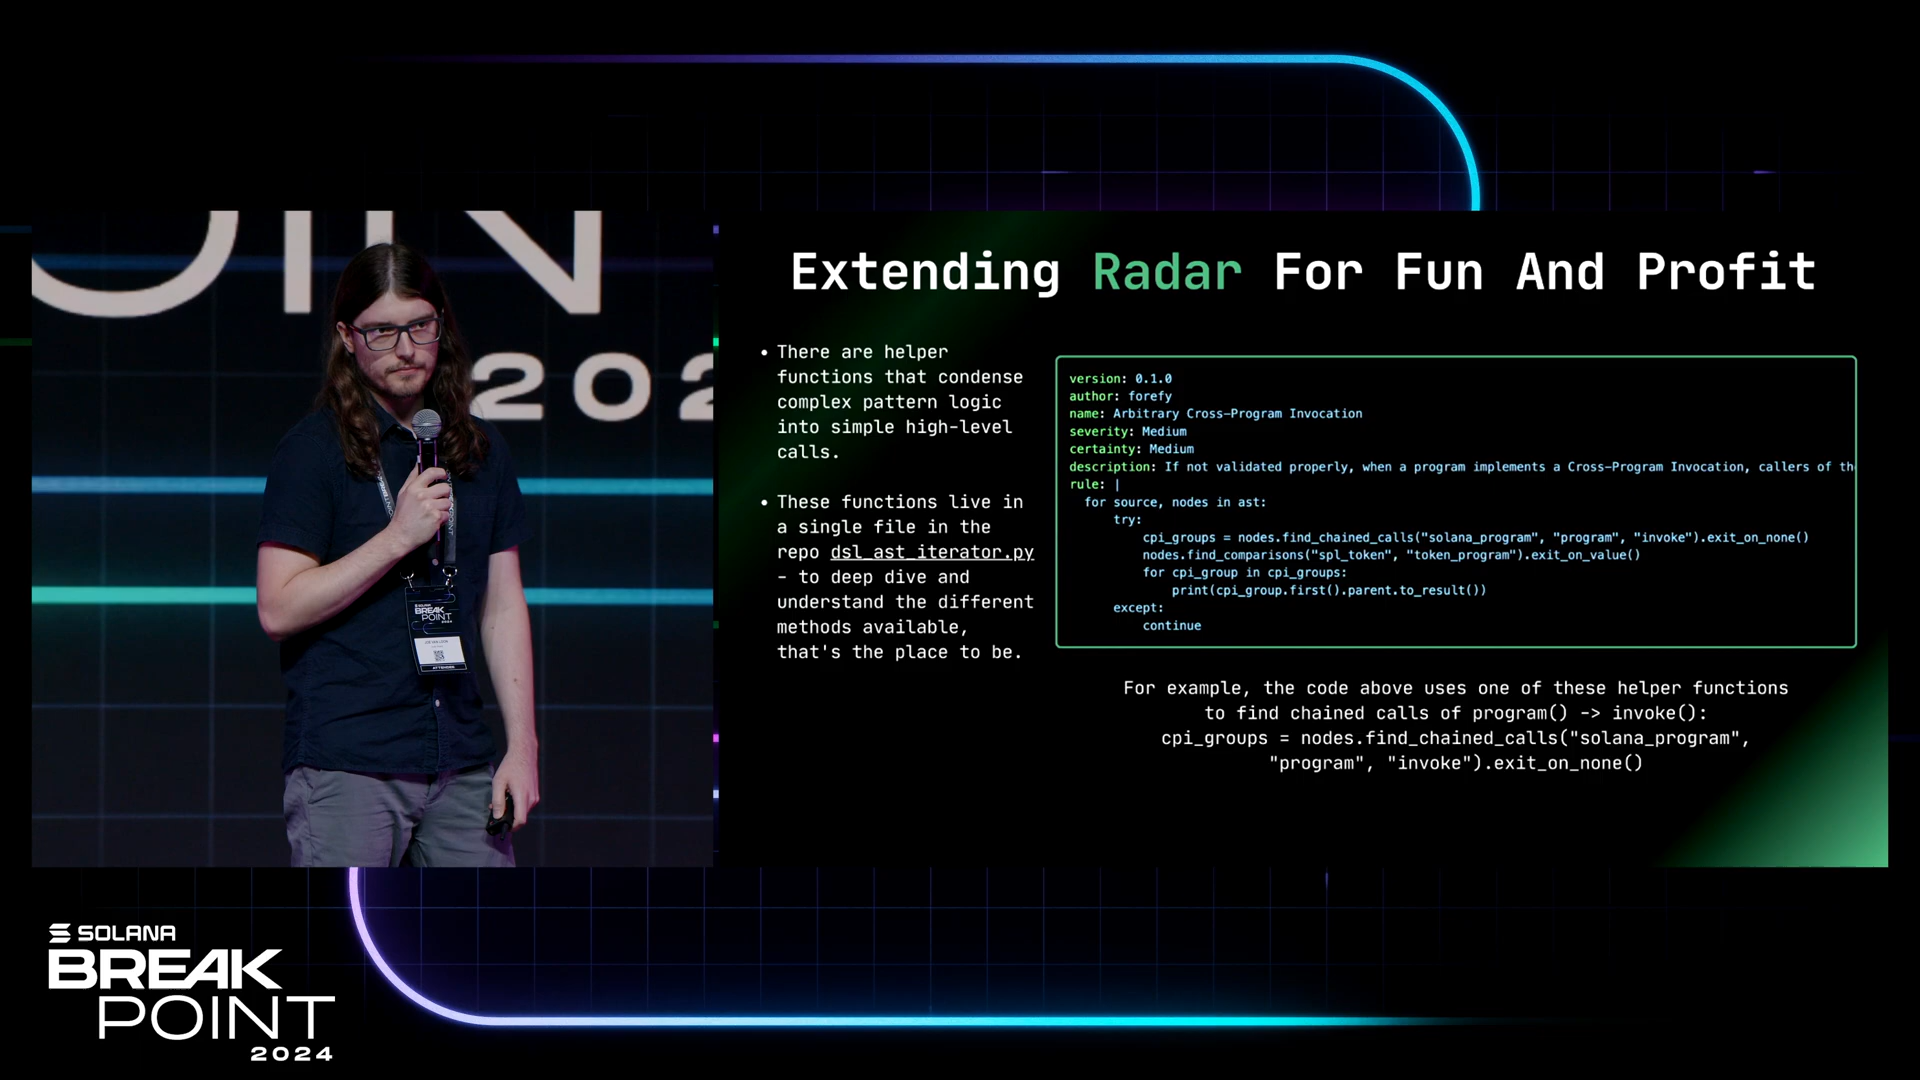 OIN
202
BREAK
POINT
Extending Radar For Fun And Profit
• There are helper
functions that condense
complex pattern logic
into simple high-level
calls.
• These functions live in
a single file in the
repo dsl_ast_iterator.py
- to deep dive and
understand the different
methods available,
that's the place to be.
version: 0.1.0
author: forefy
name: Arbitrary Cross-Program Invocation
severity: Medium
certainty: Medium
description: If not validated properly, when a program implements a Cross-Program Invocation, callers of th
rule: |
for source, nodes in ast:
try:
cpi_groups = nodes.find_chained_calls("solana_program", "program", "invoke").exit_on_none()
nodes.find_comparisons("spl_token", "token_program").exit_on_value()
for cpi_group in cpi_groups:
print(cpi_group.first().parent.to_result())
except:
continue
For example, the code above uses one of these helper functions
to find chained calls of program() -> invoke():
cpi_groups = nodes.find_chained_calls("solana_program",
"program", "invoke").exit_on_none()
SOLANA
BREAK
POINT
2024